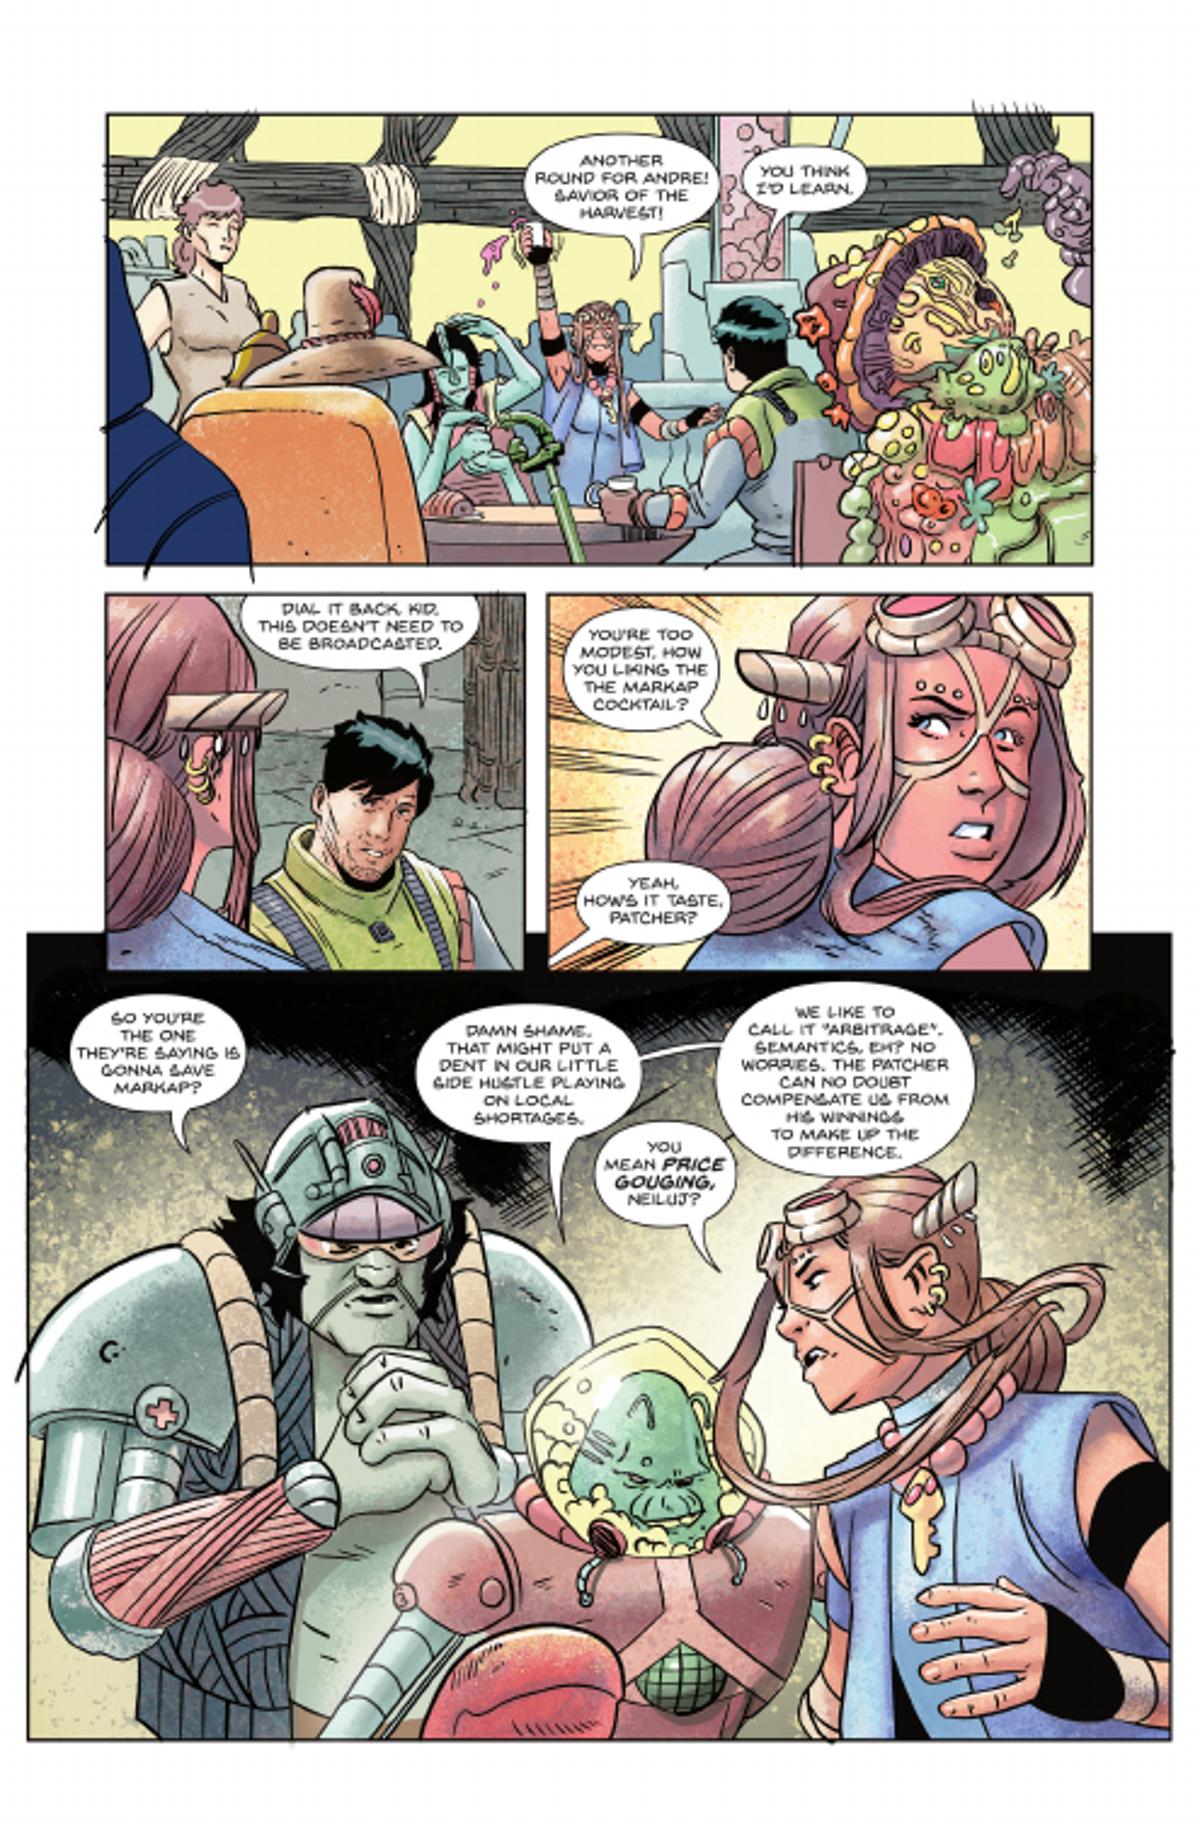 ANOTHER
ROUND FOR ANDRE!
SAVIOR OF THE
HARVEST!
YOU THINK
I'D LEARN.
DIAL IT BACK, KID.
THIS DOESN'T NEED TO
BE BROADCASTED.
YOU'RE TOO
MODEST. HOW
YOU LIKING THE
THE MARKAP
COCKTAIL?
YEAH,
HOW'S IT TASTE,
PATCHER?
SO YOU'RE
THE ONE
THEY'RE SAYING IS
GONNA SAVE
MARKAP?
DAMN SHAME.
THAT MIGHT PUT A
DENT IN OUR LITTLE
SIDE HUSTLE PLAYING
ON LOCAL
SHORTAGES.
YOU
MEAN PRICE
GOUGING,
NEILUJ?
WE LIKE TO
CALL IT "ARBITRAGE".
SEMANTICS, EH? NO
WORRIES. THE PATCHER
CAN NO DOUBT
COMPENSATE US FROM
HIS WINNINGS
TO MAKE UP THE
DIFFERENCE.